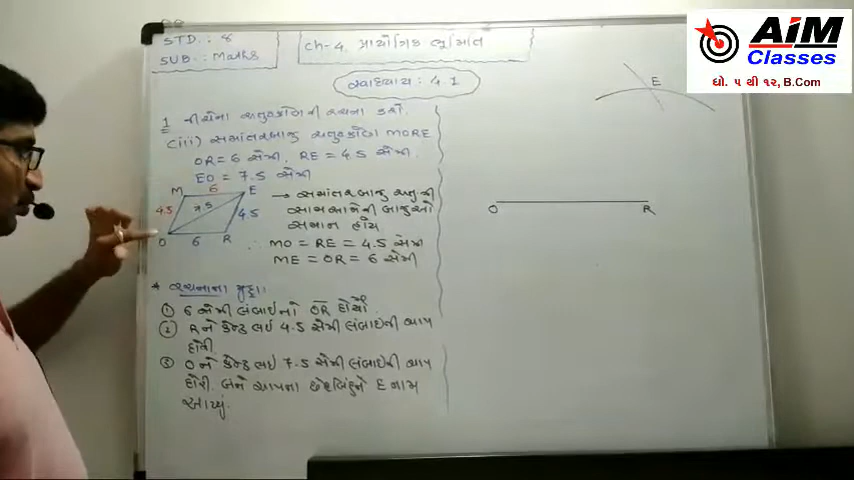 STD. : 8
SUB. : Maths
Ch-4. પ્રાયોગિક ભૂમિતિ
સ્વાધ્યાય : 4.1
AiM
Classes
ધો. ૫ થી ૧૨, B.Com
1 નીચેના ચતુષ્કોણની રચના કરો.
(iii) સમાંતરબાજુ ચતુષ્કોણ MORE
OR = 6 સેમી, RE = 4.5 સેમી.
EO = 7.5 સેમી
M 6 E
4.5 7.5 4.5
O 6 R
→ સમાંતરબાજુ ચતુ.ની
સામસામેની બાજુઓ
સમાન હોય
∴ MO = RE = 4.5 સેમી
ME = OR = 6 સેમી
* રચનાના મુદ્દા:
① 6 સેમી લંબાઈનો OR દોર્યો.
② R ને કેન્દ્ર લઈ 4.5 સેમી લંબાઈની ચાપ
દોરી.
③ O ને કેન્દ્ર લઈ 7.5 સેમી લંબાઈની ચાપ
દોરી. બંને ચાપના છેદબિંદુને E નામ
આપ્યું.
E
O R